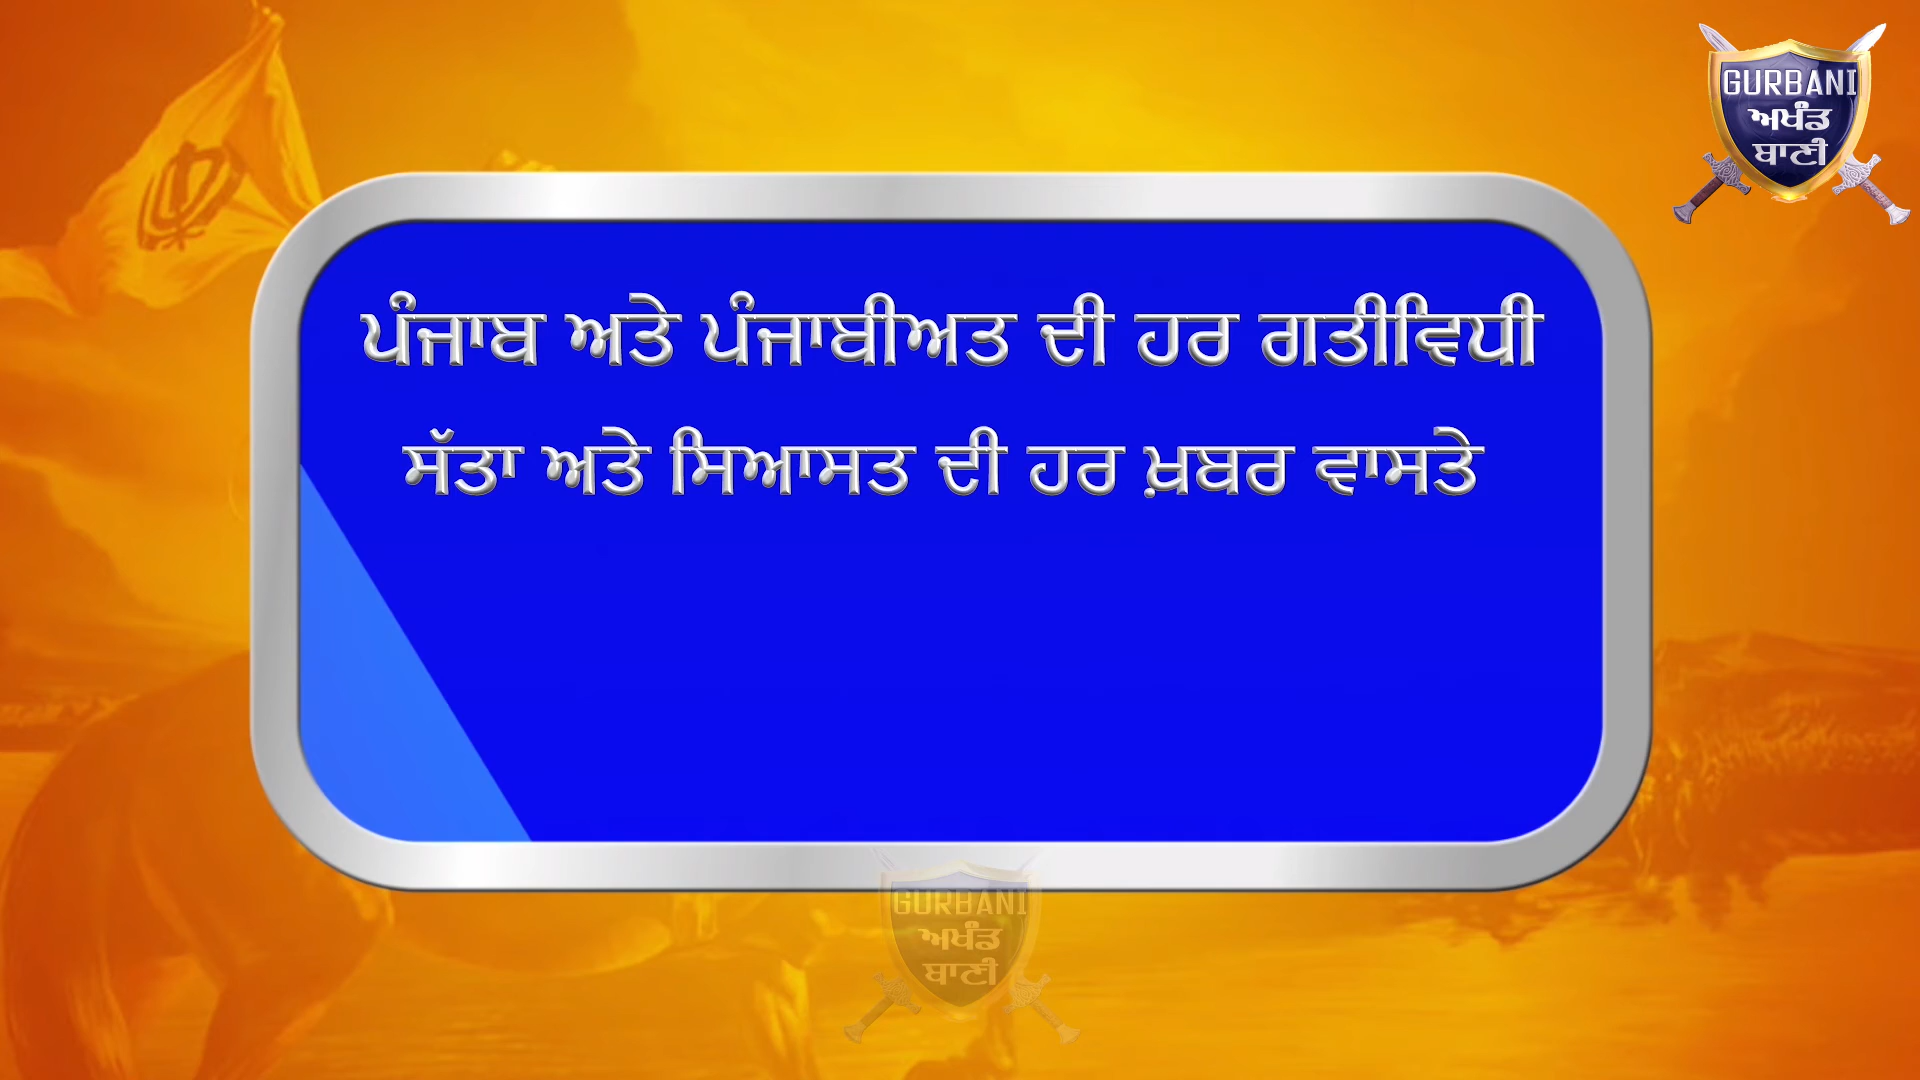 GURBANI
ਅਖੰਡ
ਬਾਣੀ
ਪੰਜਾਬ ਅਤੇ ਪੰਜਾਬੀਅਤ ਦੀ ਹਰ ਗਤੀਵਿਧੀ
ਸੱਤਾ ਅਤੇ ਸਿਆਸਤ ਦੀ ਹਰ ਖ਼ਬਰ ਵਾਸਤੇ
GURBANI
ਅਖੰਡ
ਬਾਣੀ